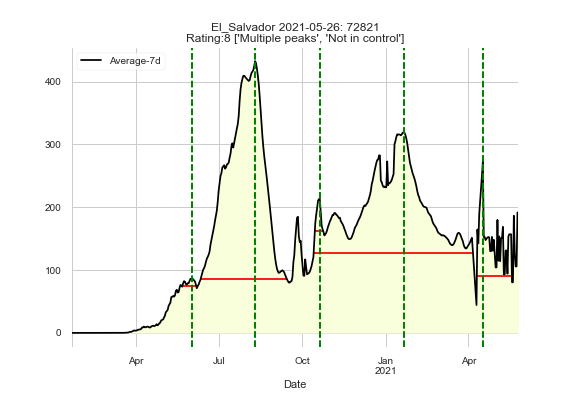 El_Salvador 2021-05-26: 72821
Rating:8 ['Multiple peaks', 'Not in control']
Average-7d
400
300
200
100
0
Apr Jul Oct Jan Apr
2021
Date